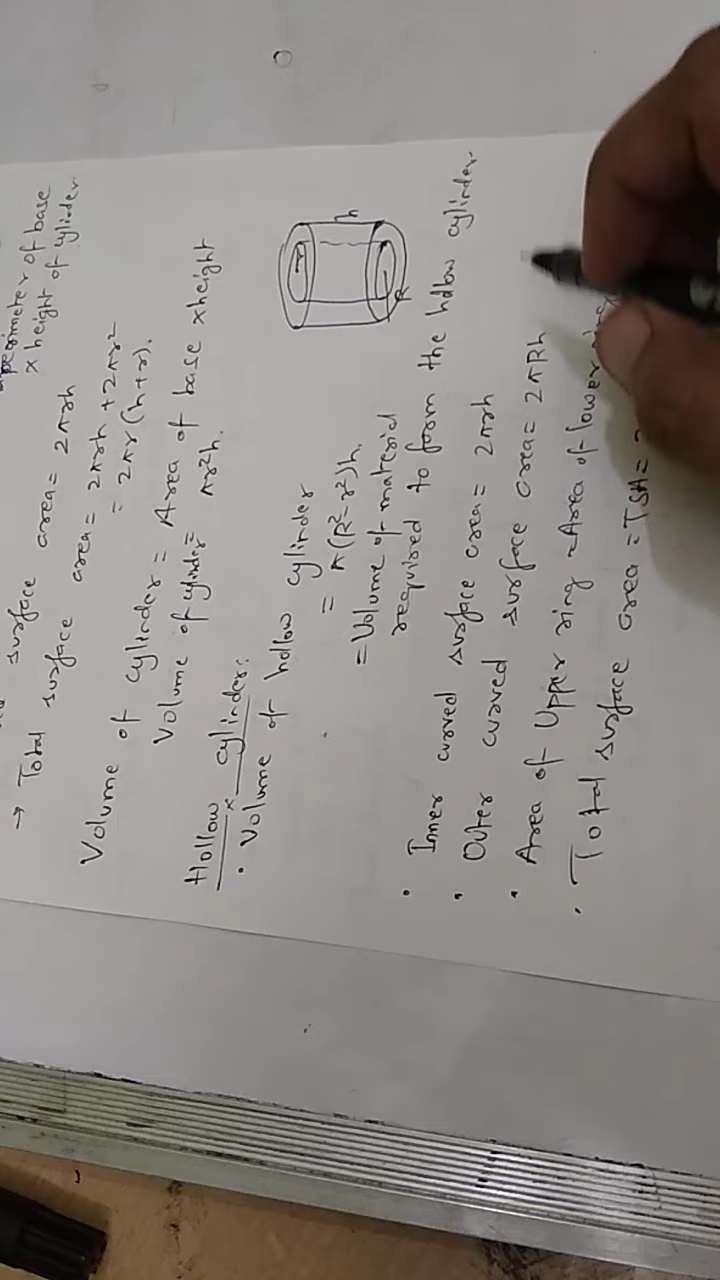 perimeter of base
x height of cylinder.
surface area = 2πrh
→ Total surface area = 2πrh + 2πr²
= 2πr(h+r).
Volume of cylinder = Area of base x height
Volume of cylinder = πr²h.
Hollow cylinder:
• Volume of hollow cylinder
= π(R²-r²)h.
= Volume of material
required to form the hollow cylinder.
r
h
R
• Inner curved surface area = 2πrh
• Outer curved surface area = 2πRh
• Area of Upper ring = Area of lower
• Total surface area = TSA =